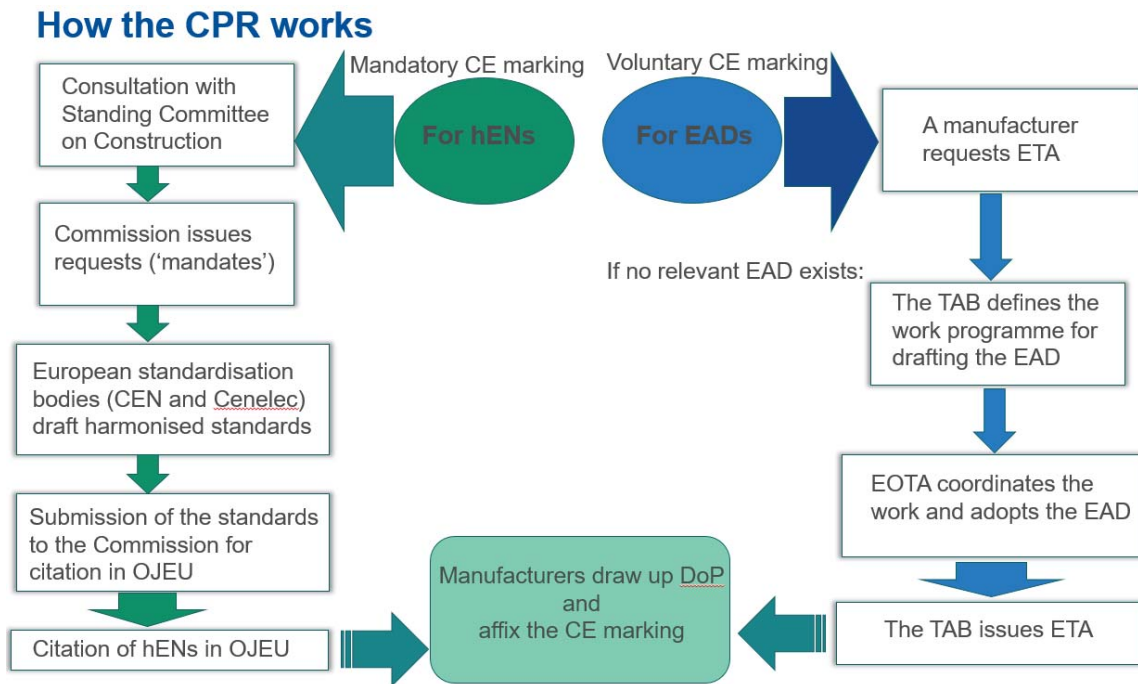 How the CPR works
Mandatory CE marking
For hENs
Consultation with
Standing Committee
on Construction
Commission issues
requests (‘mandates’)
European standardisation
bodies (CEN and Cenelec)
draft harmonised standards
Submission of the standards
to the Commission for
citation in OJEU
Citation of hENs in OJEU
Voluntary CE marking
For EADs
A manufacturer
requests ETA
If no relevant EAD exists:
The TAB defines the
work programme for
drafting the EAD
EOTA coordinates the
work and adopts the EAD
The TAB issues ETA
Manufacturers draw up DoP
and
affix the CE marking